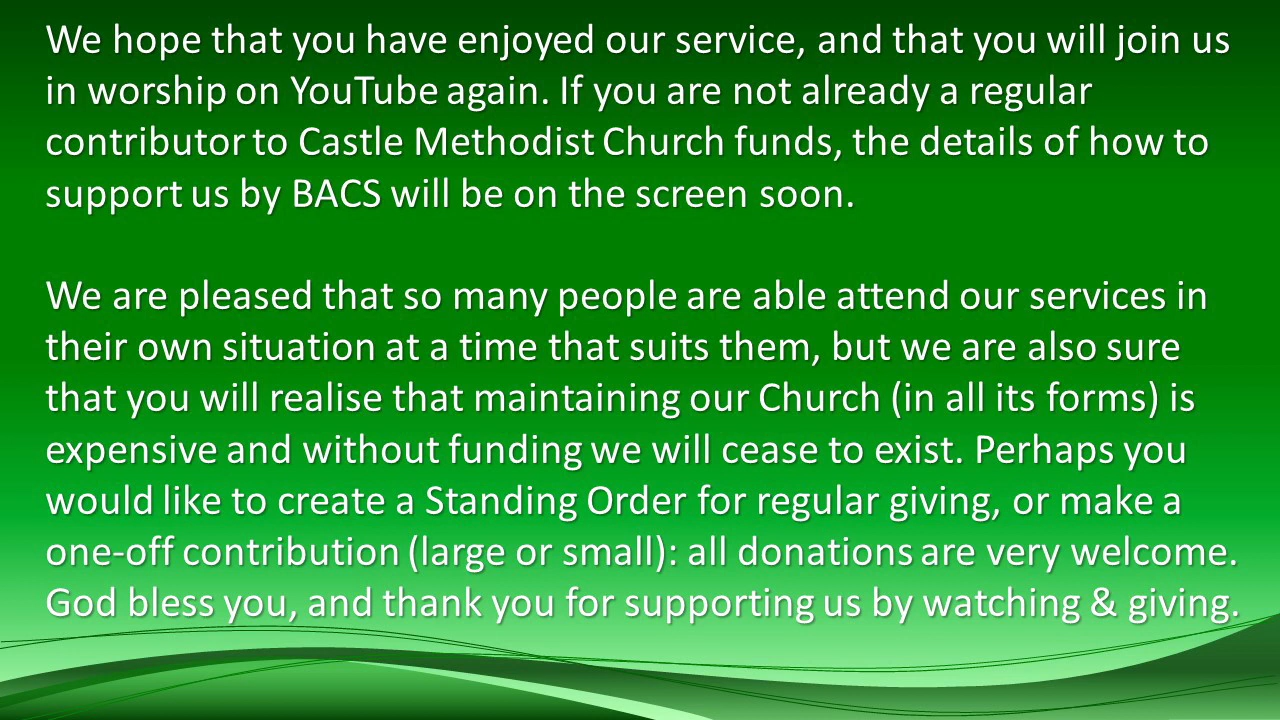 We hope that you have enjoyed our service, and that you will join us
in worship on YouTube again. If you are not already a regular
contributor to Castle Methodist Church funds, the details of how to
support us by BACS will be on the screen soon.
We are pleased that so many people are able attend our services in
their own situation at a time that suits them, but we are also sure
that you will realise that maintaining our Church (in all its forms) is
expensive and without funding we will cease to exist. Perhaps you
would like to create a Standing Order for regular giving, or make a
one-off contribution (large or small): all donations are very welcome.
God bless you, and thank you for supporting us by watching & giving.